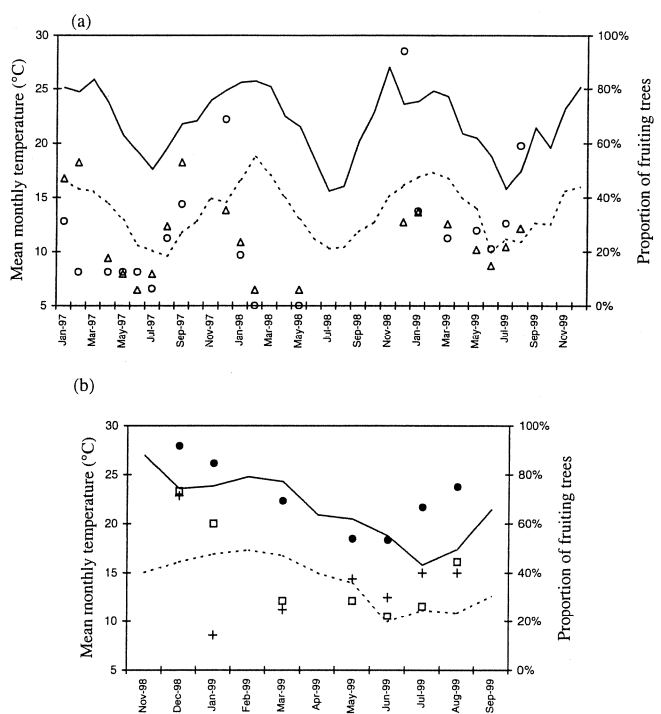 (a)
Mean monthly temperature (°C)
30
25
20
15
10
5
Proportion of fruiting trees
100%
80%
60%
40%
20%
0%
Jan-97
Mar-97
May-97
Jul-97
Sep-97
Nov-97
Jan-98
Mar-98
May-98
Jul-98
Sep-98
Nov-98
Jan-99
Mar-99
May-99
Jul-99
Sep-99
Nov-99
(b)
Mean monthly temperature (°C)
30
25
20
15
10
5
Proportion of fruiting trees
100%
80%
60%
40%
20%
0%
Nov-98
Dec-98
Jan-99
Feb-99
Mar-99
Apr-99
May-99
Jun-99
Jul-99
Aug-99
Sep-99